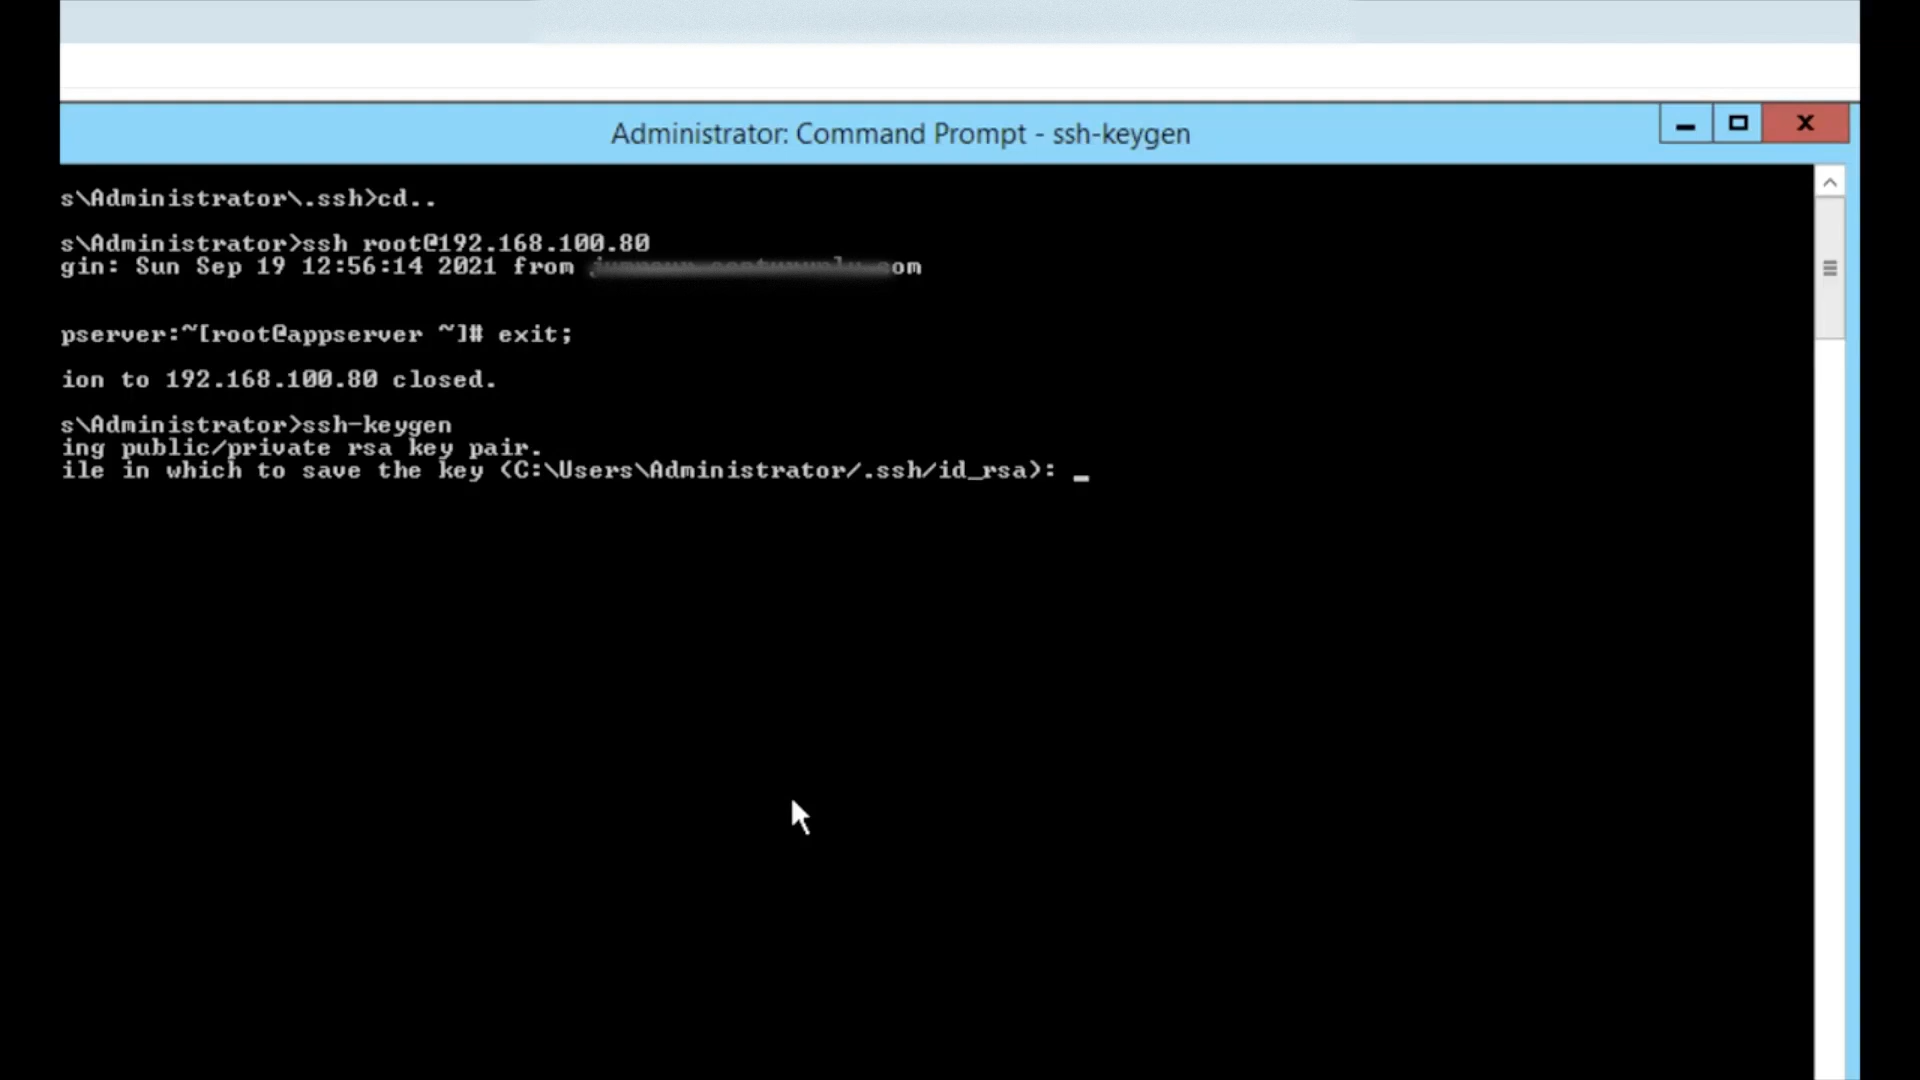 Administrator: Command Prompt - ssh-keygen
s\Administrator\.ssh>cd..
s\Administrator>ssh root@192.168.100.80
gin: Sun Sep 19 12:56:14 2021 from om
pserver:~[root@appserver ~]# exit;
ion to 192.168.100.80 closed.
s\Administrator>ssh-keygen
ing public/private rsa key pair.
ile in which to save the key (C:\Users\Administrator/.ssh/id_rsa):